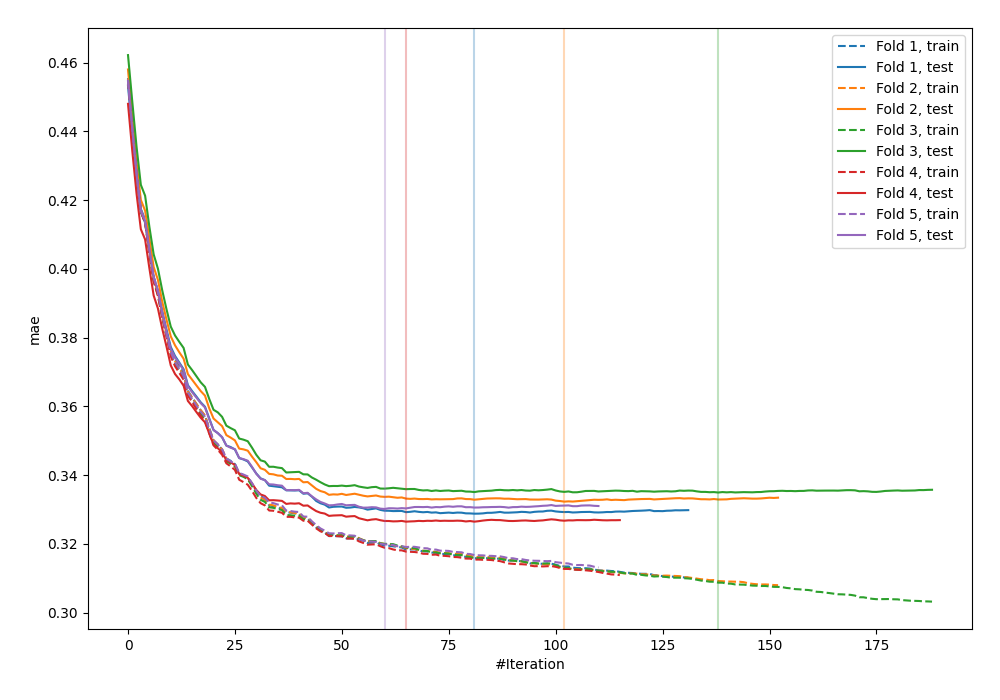 0.46
0.44
0.42
0.40
0.38
0.36
0.34
0.32
0.30
mae
0 25 50 75 100 125 150 175
#Iteration
Fold 1, train
Fold 1, test
Fold 2, train
Fold 2, test
Fold 3, train
Fold 3, test
Fold 4, train
Fold 4, test
Fold 5, train
Fold 5, test